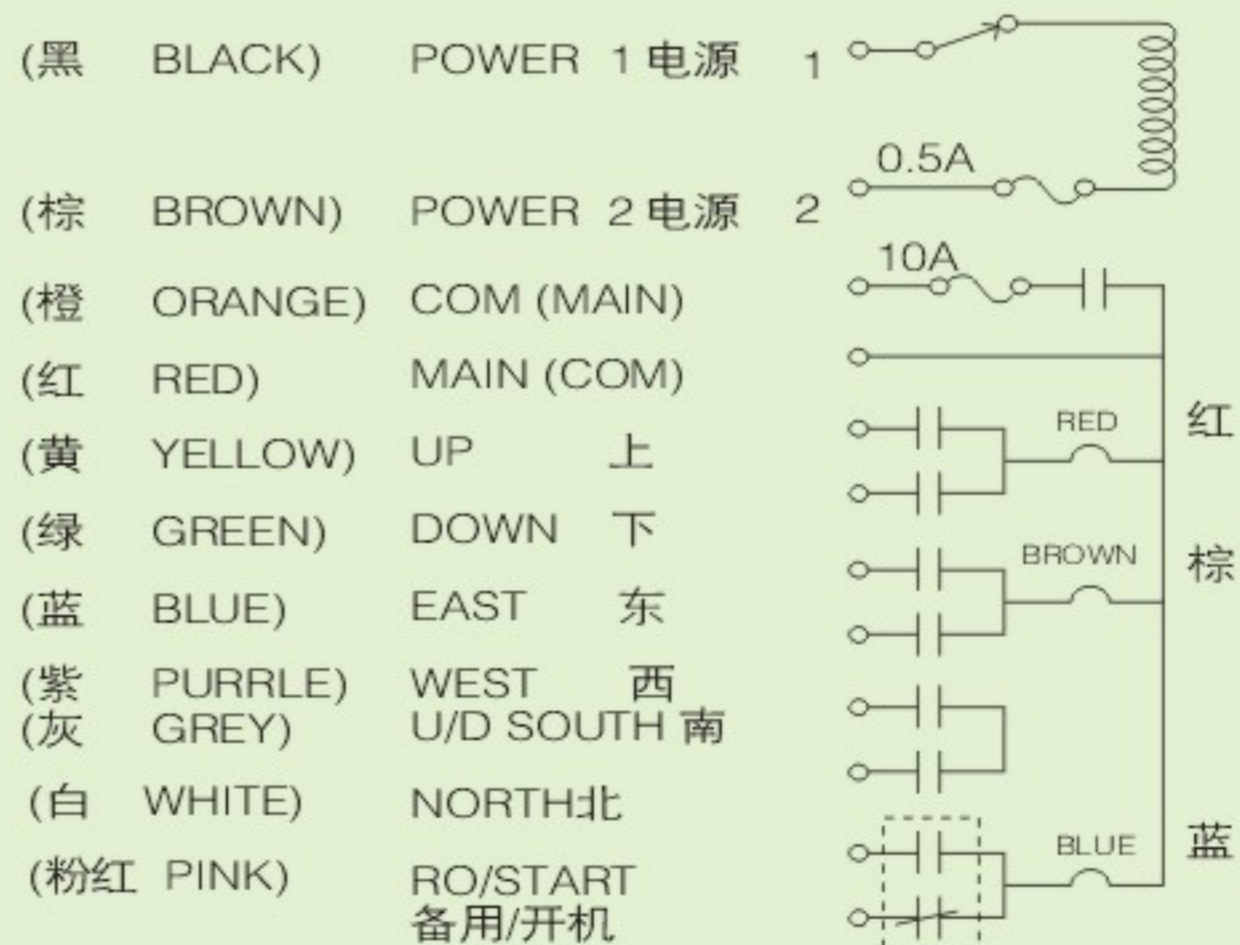 (黑 BLACK) POWER 1 电源 1
0.5A
(棕 BROWN) POWER 2 电源 2
10A
(橙 ORANGE) COM (MAIN)
(红 RED) MAIN (COM)
RED 红
(黄 YELLOW) UP 上
(绿 GREEN) DOWN 下
BROWN 棕
(蓝 BLUE) EAST 东
(紫 PURRLE) WEST 西
(灰 GREY) U/D SOUTH 南
(白 WHITE) NORTH北
BLUE 蓝
(粉红 PINK) RO/START
备用/开机